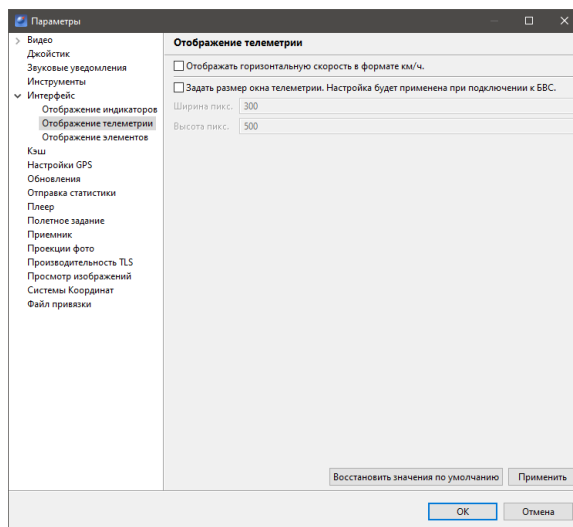 Параметры
Видео
Джойстик
Звуковые уведомления
Инструменты
Интерфейс
Отображение индикаторов
Отображение телеметрии
Отображение элементов
Кэш
Настройки GPS
Обновления
Отправка статистики
Плеер
Полетное задание
Приемник
Проекции фото
Производительность TLS
Просмотр изображений
Системы Координат
Файл привязки
Отображение телеметрии
Отображать горизонтальную скорость в формате км/ч.
Задать размер окна телеметрии. Настройка будет применена при подключении к БВС.
Ширина пикс. 300
Высота пикс. 500
Восстановить значения по умолчанию Применить
OK Отмена